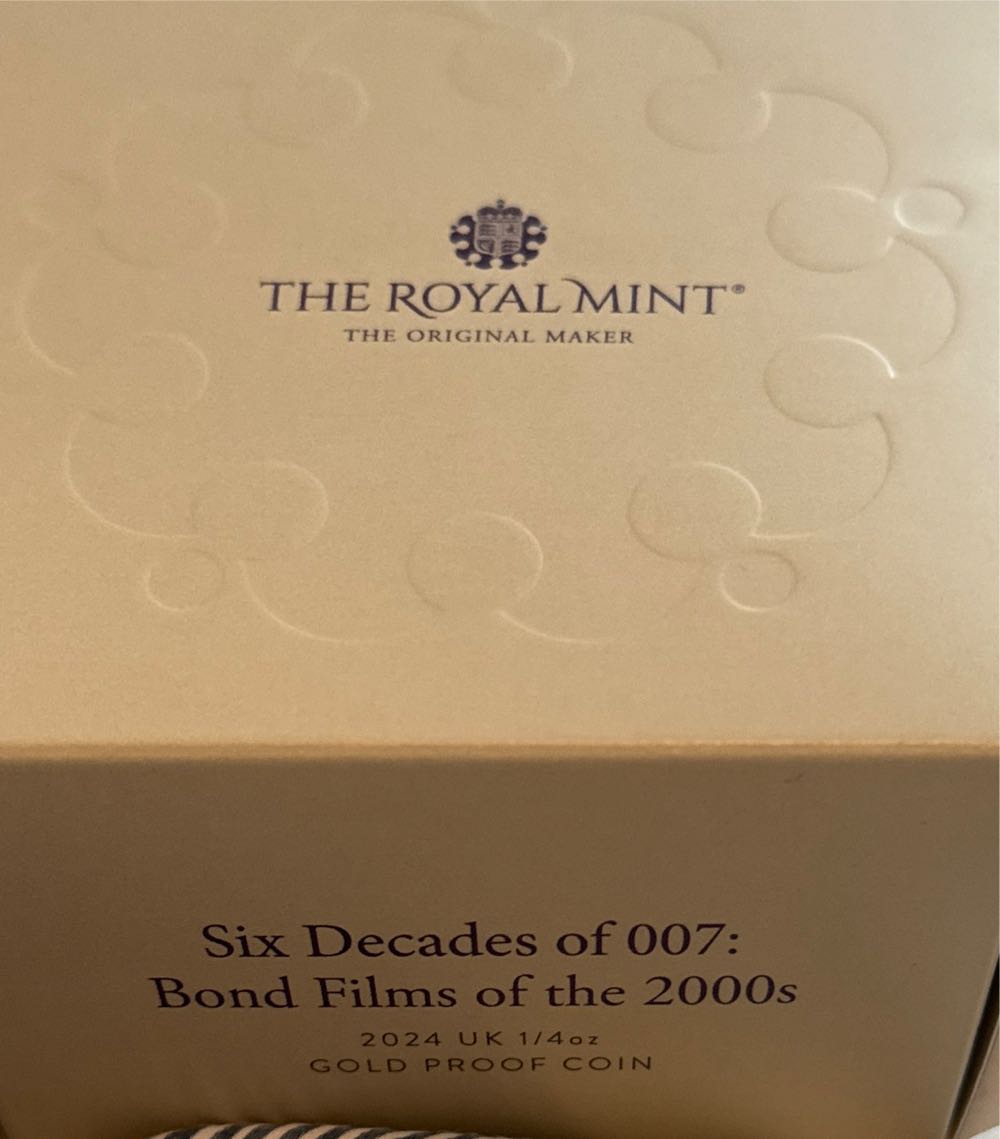 THE ROYAL MINT®
THE ORIGINAL MAKER
Six Decades of 007:
Bond Films of the 2000s
2024 UK 1/4oz
GOLD PROOF COIN